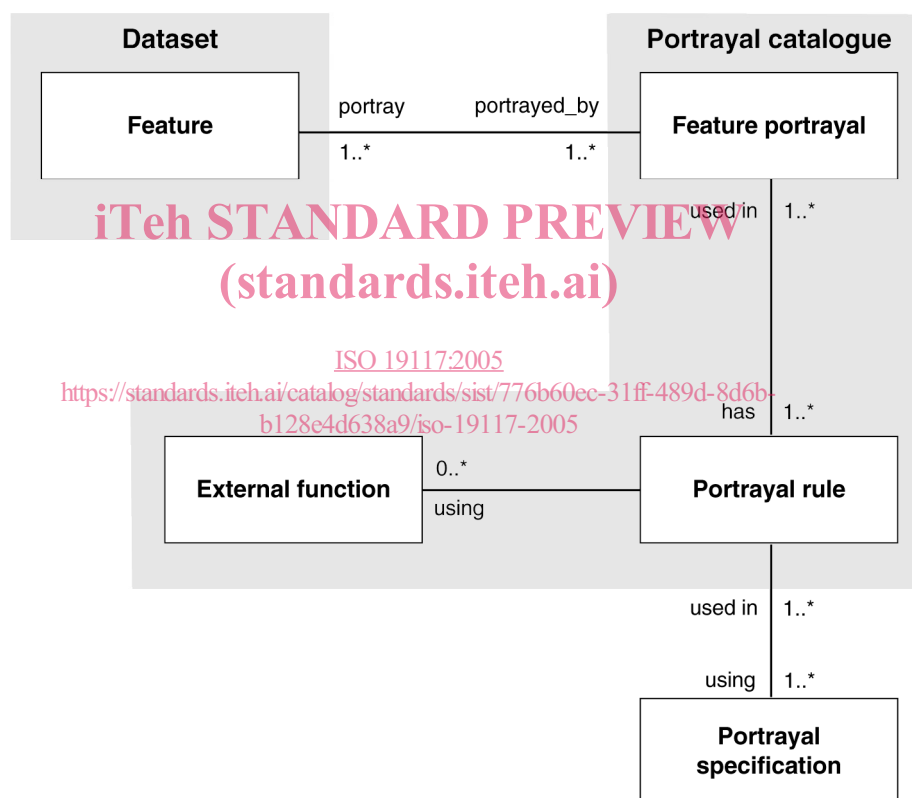 Dataset
Portrayal catalogue
Feature
portray
portrayed_by
Feature portrayal
1..*
1..*
iTeh STANDARD PREVIEW
used in
1..*
(standards.iteh.ai)
ISO 19117:2005
https://standards.iteh.ai/catalog/standards/sist/776b60ec-31ff-489d-8d6b-
b128e4d638a9/iso-19117-2005
has
1..*
External function
0..*
using
Portrayal rule
used in
1..*
using
1..*
Portrayal
specification